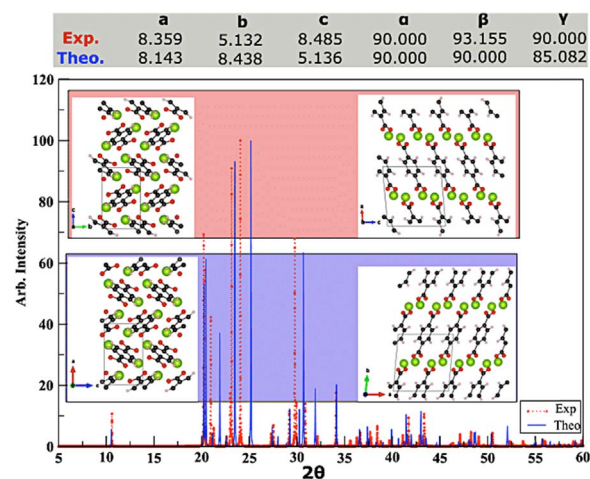 a b c α β γ
Exp. 8.359 5.132 8.485 90.000 93.155 90.000
Theo. 8.143 8.438 5.136 90.000 90.000 85.082
120
100
80
60
40
20
0
Arb. Intensity
c
b
a
c
a
c
b
Exp
Theo
5 10 15 20 25 30 35 40 45 50 55 60
2θ